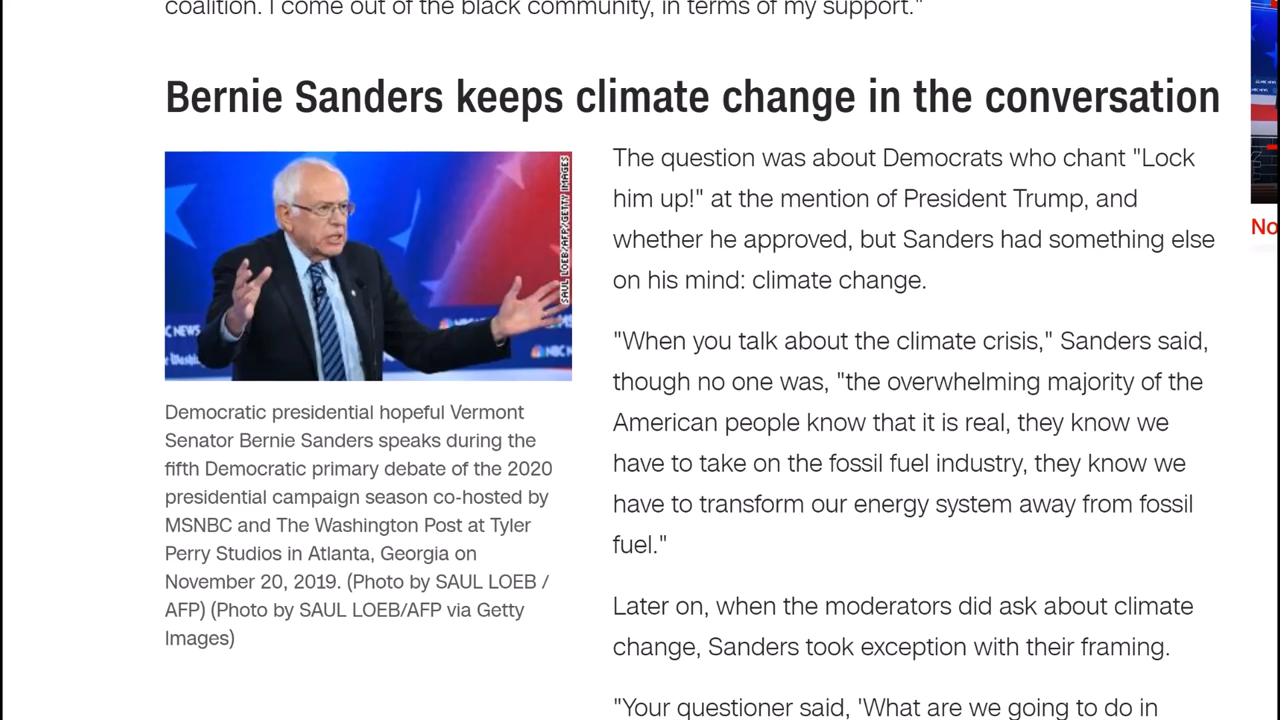 coalition. I come out of the black community, in terms of my support."
Bernie Sanders keeps climate change in the conversation
SAUL LOEB/AFP/GETTY IMAGES
NBC NEWS
Democratic presidential hopeful Vermont
Senator Bernie Sanders speaks during the
fifth Democratic primary debate of the 2020
presidential campaign season co-hosted by
MSNBC and The Washington Post at Tyler
Perry Studios in Atlanta, Georgia on
November 20, 2019. (Photo by SAUL LOEB /
AFP) (Photo by SAUL LOEB/AFP via Getty
Images)
The question was about Democrats who chant "Lock
him up!" at the mention of President Trump, and
whether he approved, but Sanders had something else
on his mind: climate change.
"When you talk about the climate crisis," Sanders said,
though no one was, "the overwhelming majority of the
American people know that it is real, they know we
have to take on the fossil fuel industry, they know we
have to transform our energy system away from fossil
fuel."
Later on, when the moderators did ask about climate
change, Sanders took exception with their framing.
"Your questioner said, 'What are we going to do in
No